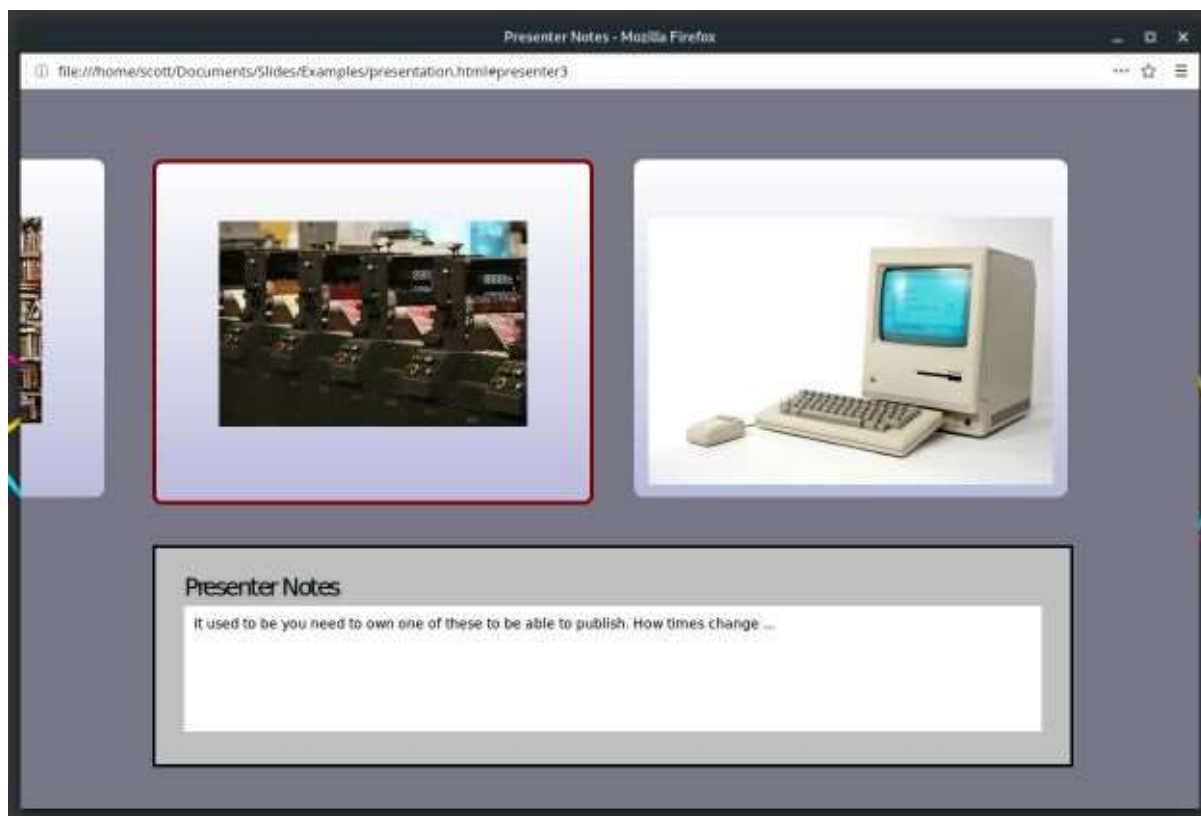 Presenter Notes - Mozilla Firefox
file:///home/scott/Documents/Slides/Examples/presentation.html#presenter3
Presenter Notes
It used to be you need to own one of these to be able to publish. How times change ...